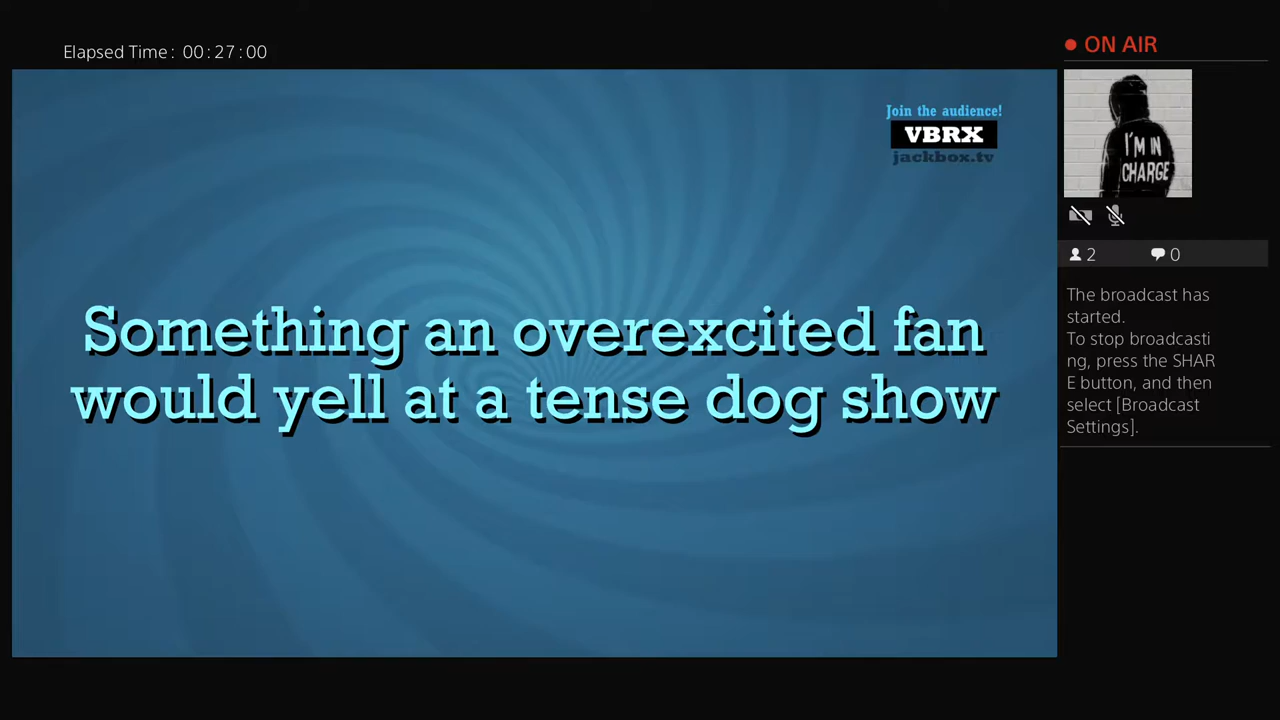 Elapsed Time: 00:27:00
ON AIR
Join the audience!
VBRX
jackbox.tv
I'M IN
CHARGE
2
0
The broadcast has
started.
To stop broadcasti
ng, press the SHAR
E button, and then
select [Broadcast
Settings].
Something an overexcited fan
would yell at a tense dog show